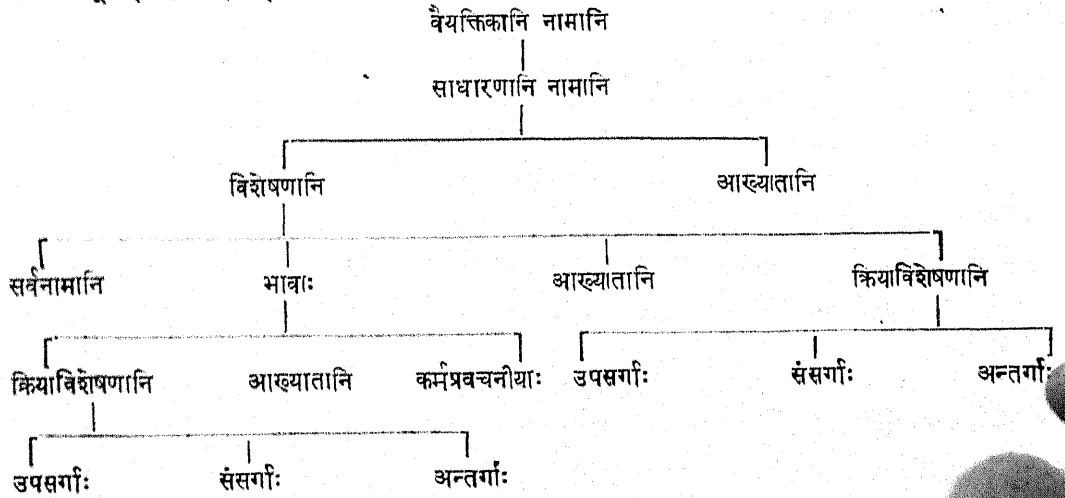 वैयक्तिकानि नामानि
साधारणानि नामानि
विशेषणानि आख्यातानि
सर्वनामानि भावाः आख्यातानि क्रियाविशेषणानि
क्रियाविशेषणानि आख्यातानि कर्मप्रवचनीयाः उपसर्गाः संसर्गाः अन्तर्गाः
उपसर्गाः संसर्गाः अन्तर्गाः